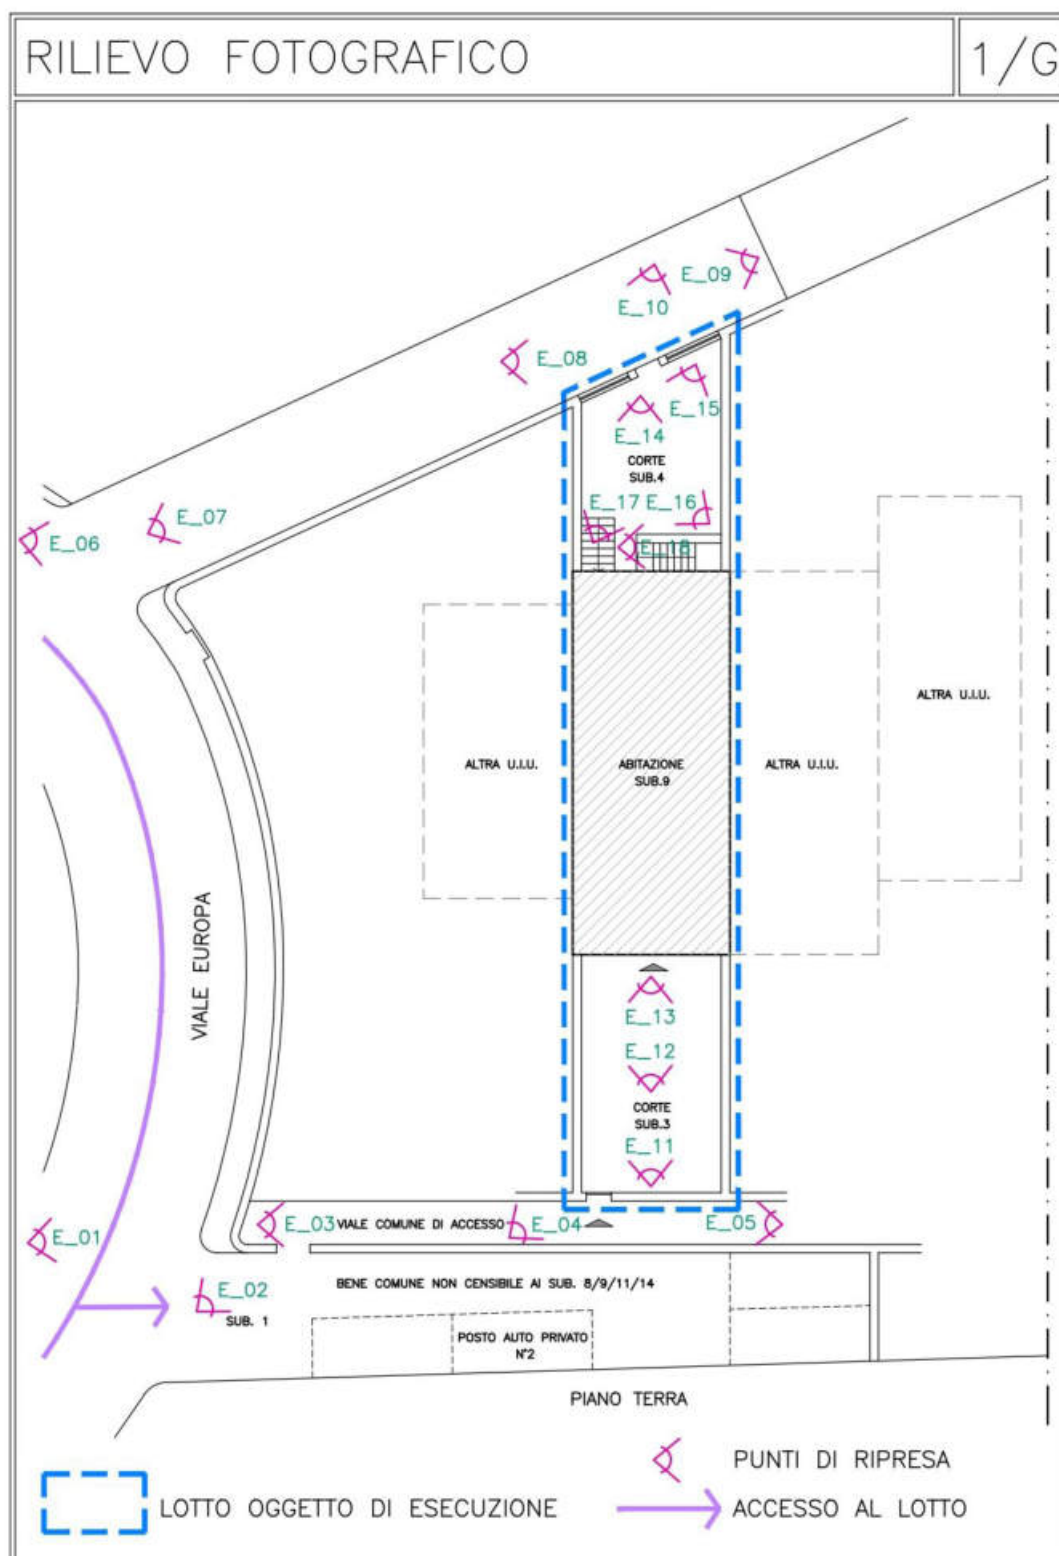 RILIEVO FOTOGRAFICO
1/G
E_09
E_10
E_08
E_15
E_14
CORTE
SUB.4
E_17 E_16
E_07
E_06
E_18
ALTRA U.I.U.
ALTRA U.I.U.
ABITAZIONE
SUB.9
ALTRA U.I.U.
VIALE EUROPA
E_13
E_12
CORTE
SUB.3
E_11
E_01
E_03
VIALE COMUNE DI ACCESSO
E_04
E_05
E_02
SUB. 1
BENE COMUNE NON CENSIBILE AI SUB. 8/9/11/14
POSTO AUTO PRIVATO
N°2
PIANO TERRA
PUNTI DI RIPRESA
LOTTO OGGETTO DI ESECUZIONE
ACCESSO AL LOTTO